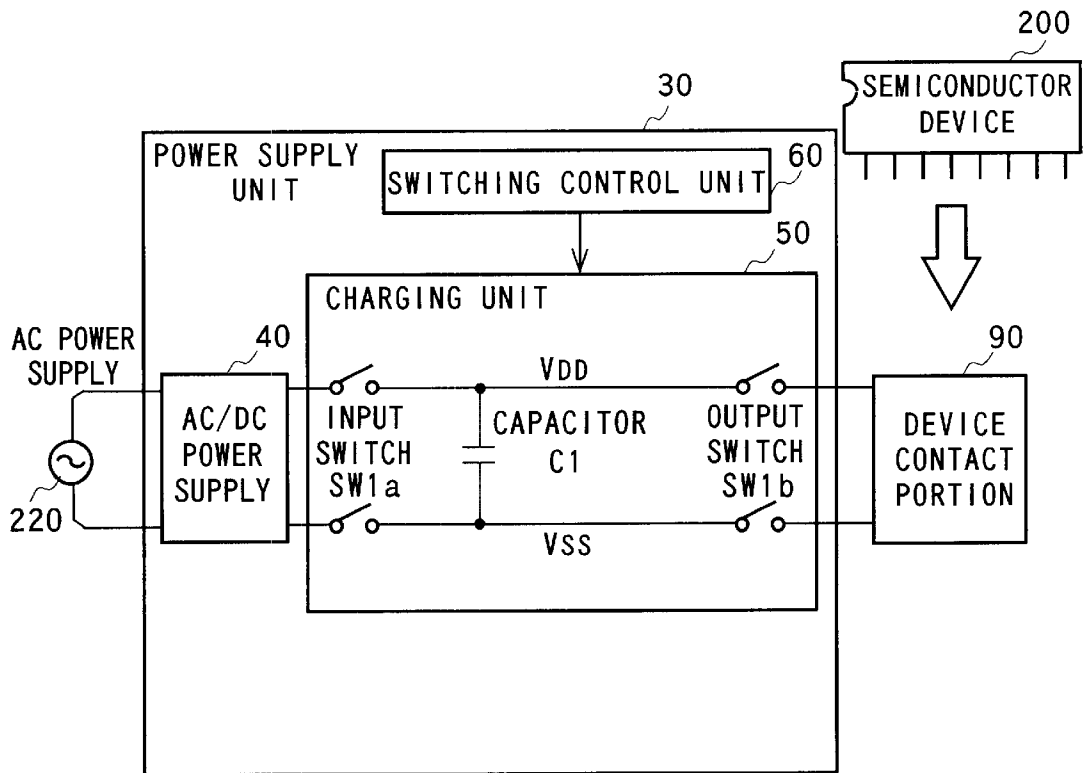 200
SEMICONDUCTOR
DEVICE
30
POWER SUPPLY
UNIT
60
SWITCHING CONTROL UNIT
50
CHARGING UNIT
AC POWER
SUPPLY
40
90
VDD
AC/DC
POWER
SUPPLY
INPUT
SWITCH
SW1a
CAPACITOR
C1
OUTPUT
SWITCH
SW1b
DEVICE
CONTACT
PORTION
220
VSS